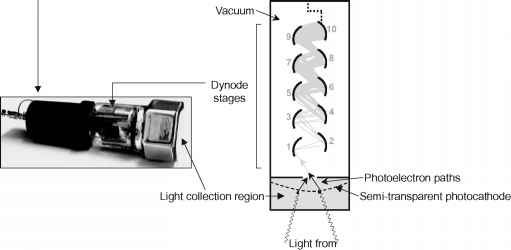 Vacuum
9
10
7
8
Dynode
stages
5
6
3
4
1
2
Photoelectron paths
Light collection region
Semi-transparent photocathode
Light from